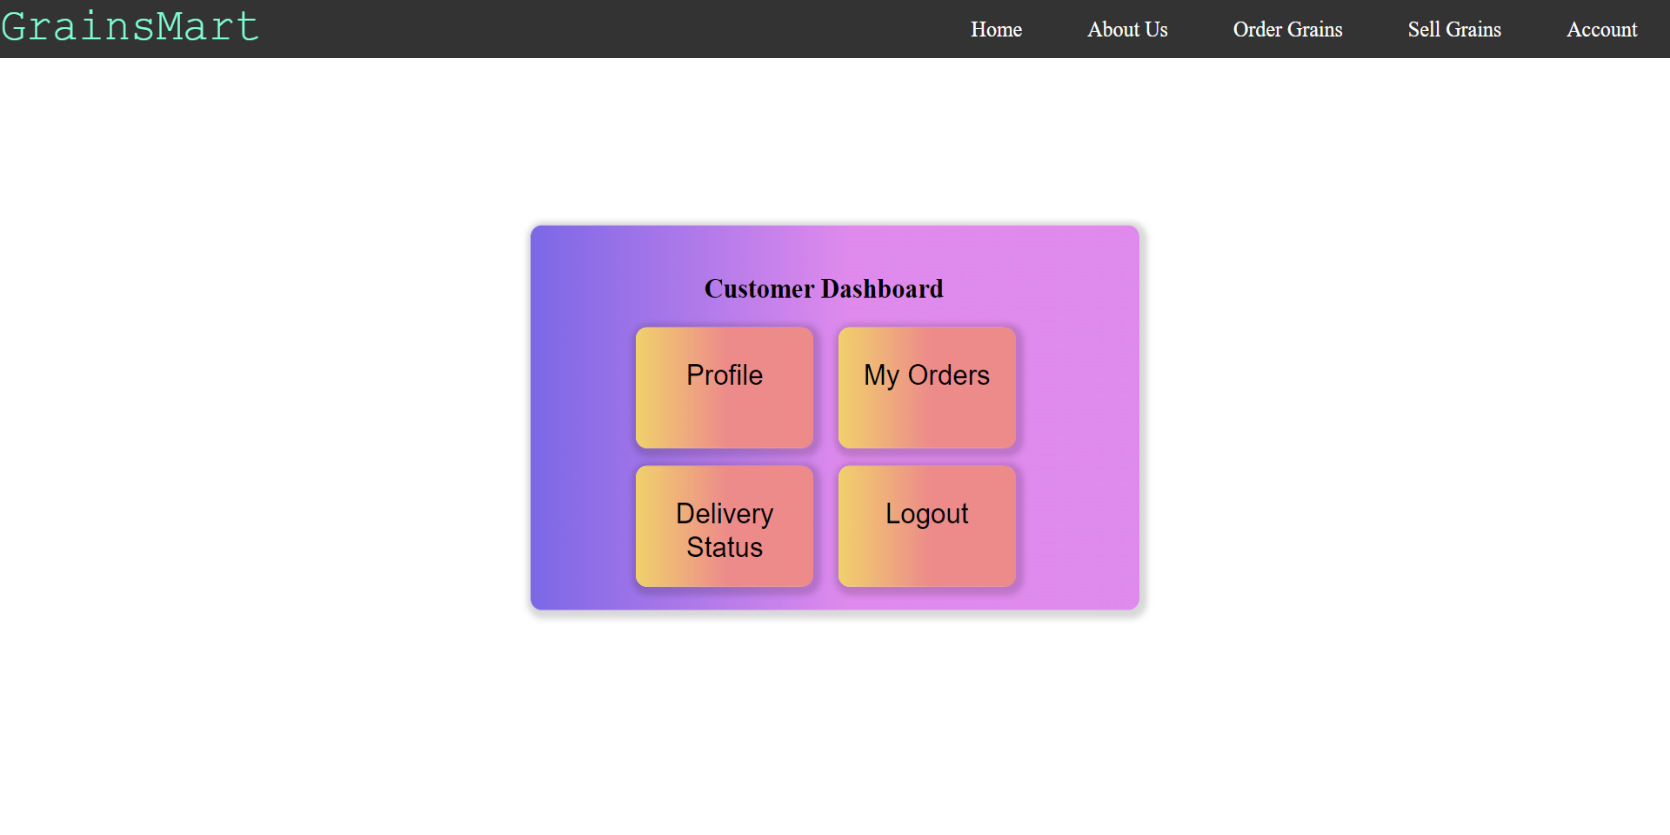 GrainsMart
Home About Us Order Grains Sell Grains Account
Customer Dashboard
Profile
My Orders
Delivery
Status
Logout